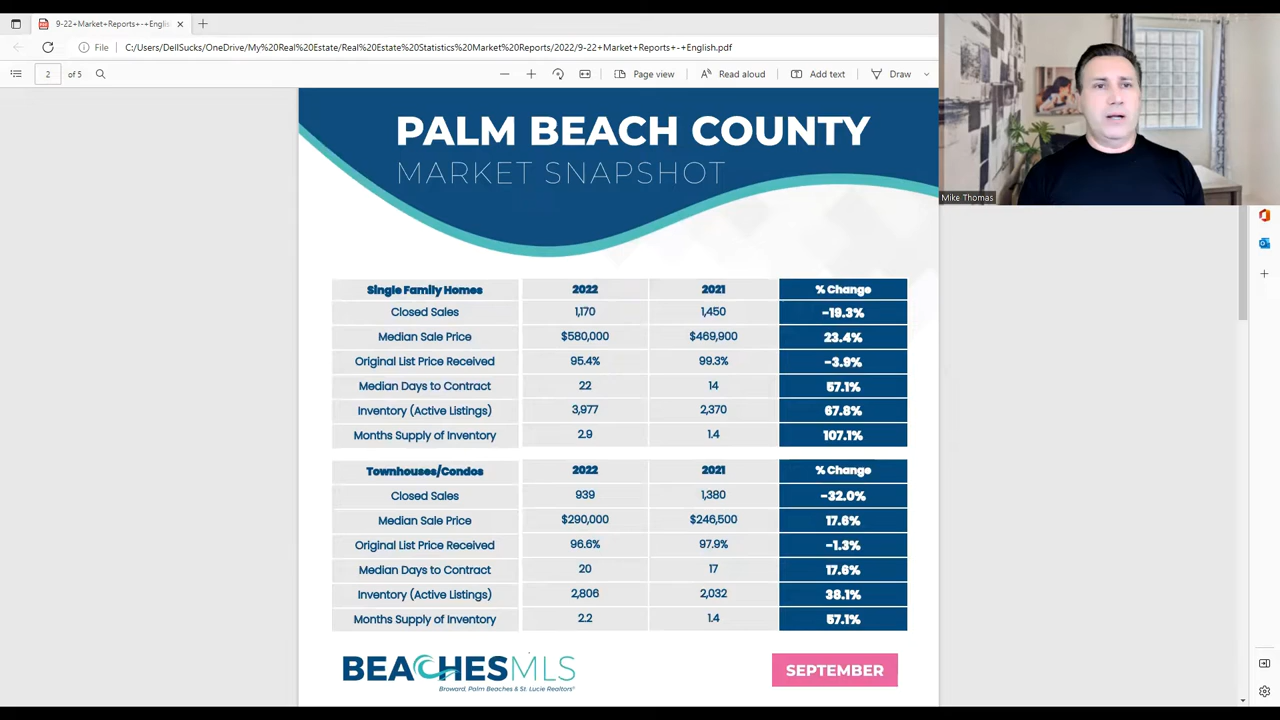 9-22+Market+Reports+-+Englis
File C:/Users/DellSucks/OneDrive/My%20Real%20Estate/Real%20Estate%20Statistics%20Market%20Reports/2022/9-22+Market+Reports+-+English.pdf
2 of 5 Page view Read aloud Add text Draw
PALM BEACH COUNTY
MARKET SNAPSHOT
Mike Thomas
Single Family Homes 2022 2021 % Change
Closed Sales 1,170 1,450 -19.3%
Median Sale Price $580,000 $469,900 23.4%
Original List Price Received 95.4% 99.3% -3.9%
Median Days to Contract 22 14 57.1%
Inventory (Active Listings) 3,977 2,370 67.8%
Months Supply of Inventory 2.9 1.4 107.1%
Townhouses/Condos 2022 2021 % Change
Closed Sales 939 1,380 -32.0%
Median Sale Price $290,000 $246,500 17.6%
Original List Price Received 96.6% 97.9% -1.3%
Median Days to Contract 20 17 17.6%
Inventory (Active Listings) 2,806 2,032 38.1%
Months Supply of Inventory 2.2 1.4 57.1%
BEACHESMLS
Broward, Palm Beaches & St. Lucie Realtors®
SEPTEMBER